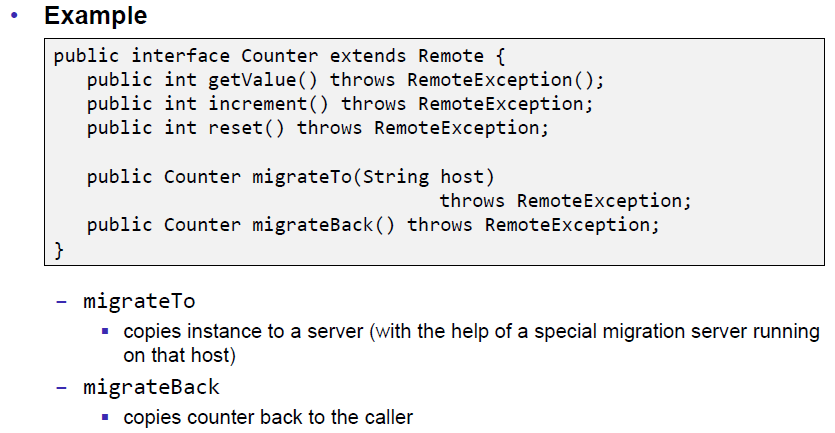 • Example
public interface Counter extends Remote {
public int getValue() throws RemoteException();
public int increment() throws RemoteException;
public int reset() throws RemoteException;
public Counter migrateTo(String host)
throws RemoteException;
public Counter migrateBack() throws RemoteException;
}
– migrateTo
▪ copies instance to a server (with the help of a special migration server running
on that host)
– migrateBack
▪ copies counter back to the caller